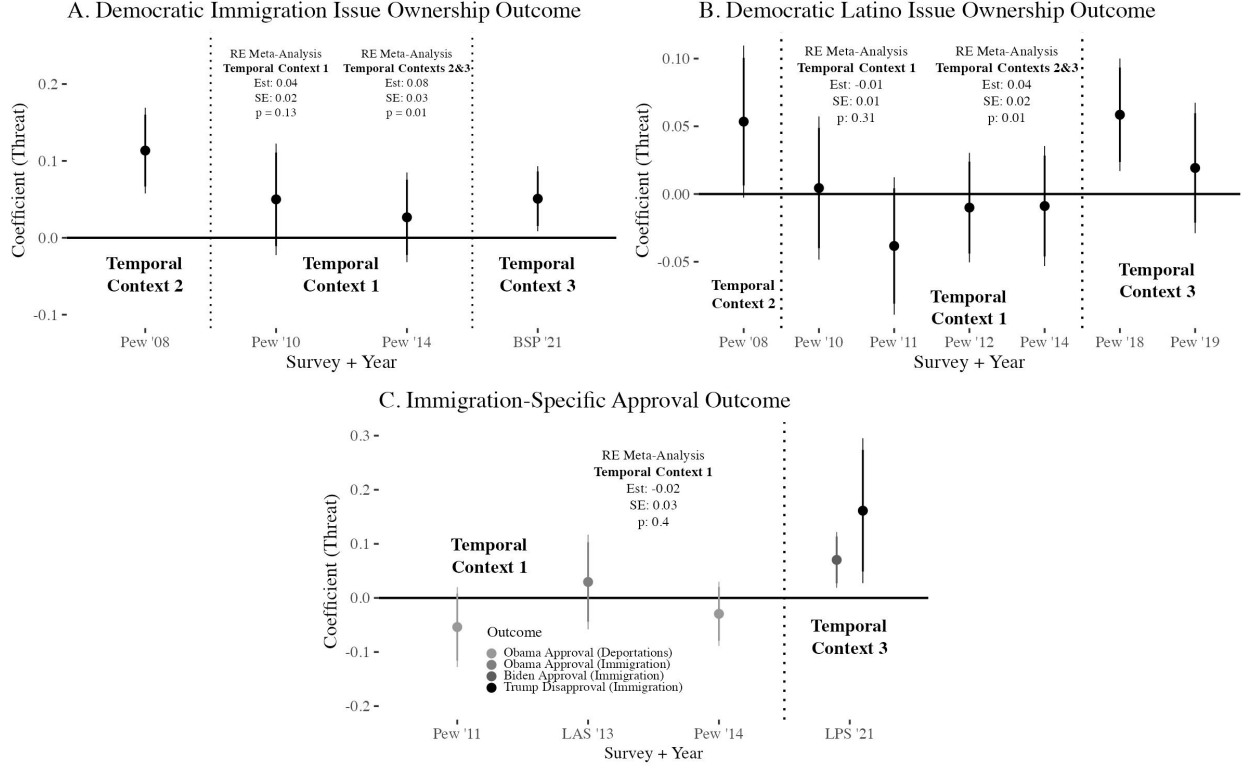 A. Democratic Immigration Issue Ownership Outcome
Coefficient (Threat)
0.2
0.1
0.0
-0.1
RE Meta-Analysis
Temporal Context 1
Est: 0.04
SE: 0.02
p = 0.13
RE Meta-Analysis
Temporal Contexts 2&3
Est: 0.08
SE: 0.03
p = 0.01
Temporal
Context 2
Temporal
Context 1
Temporal
Context 3
Pew '08
Pew '10
Pew '14
BSP '21
Survey + Year
B. Democratic Latino Issue Ownership Outcome
Coefficient (Threat)
0.10
0.05
0.00
-0.05
RE Meta-Analysis
Temporal Context 1
Est: -0.01
SE: 0.01
p: 0.31
RE Meta-Analysis
Temporal Contexts 2&3
Est: 0.04
SE: 0.02
p: 0.01
Temporal
Context 2
Temporal
Context 1
Temporal
Context 3
Pew '08
Pew '10
Pew '11
Pew '12
Pew '14
Pew '18
Pew '19
Survey + Year
C. Immigration-Specific Approval Outcome
Coefficient (Threat)
0.3
0.2
0.1
0.0
-0.1
-0.2
RE Meta-Analysis
Temporal Context 1
Est: -0.02
SE: 0.03
p: 0.4
Temporal
Context 1
Temporal
Context 3
Outcome
Obama Approval (Deportations)
Obama Approval (Immigration)
Biden Approval (Immigration)
Trump Disapproval (Immigration)
Pew '11
LAS '13
Pew '14
LPS '21
Survey + Year